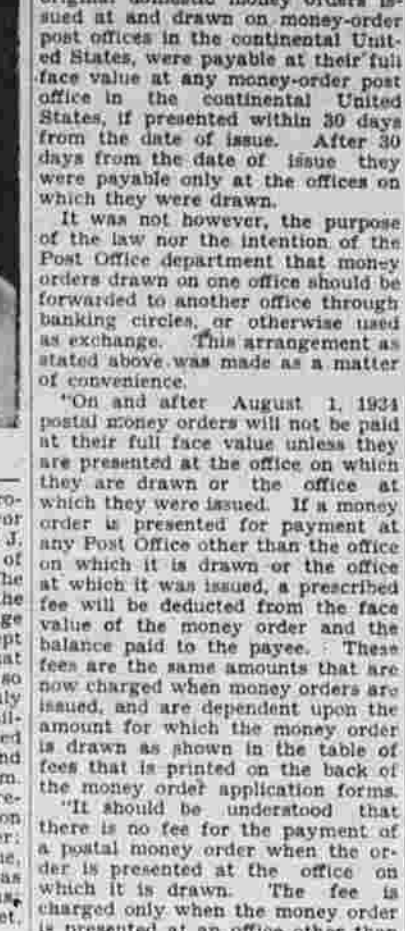 original domestic money orders is-
sued at and drawn on money-order
post offices in the continental Unit-
ed States, were payable at their full
face value at any money-order post
office in the continental United
States, if presented within 30 days
from the date of issue. After 30
days from the date of issue they
were payable only at the offices on
which they were drawn.
It was not however, the purpose
of the law nor the intention of the
Post Office department that money
orders drawn on one office should be
forwarded to another office through
banking circles, or otherwise used
as exchange. This arrangement as
stated above was made as a matter
of convenience.
"On and after August 1, 1934
postal money orders will not be paid
at their full face value unless they
are presented at the office on which
they are drawn or the office at
which they were issued. If a money
order is presented for payment at
any Post Office other than the office
on which it is drawn or the office
at which it was issued, a prescribed
fee will be deducted from the face
value of the money order and the
balance paid to the payee. These
fees are the same amounts that are
now charged when money orders are
issued, and are dependent upon the
amount for which the money order
is drawn as shown in the table of
fees that is printed on the back of
the money order application forms.
"It should be understood that
there is no fee for the payment of
a postal money order when the or-
der is presented at the office on
which it is drawn. The fee is
charged only when the money order
is presented at an office other than